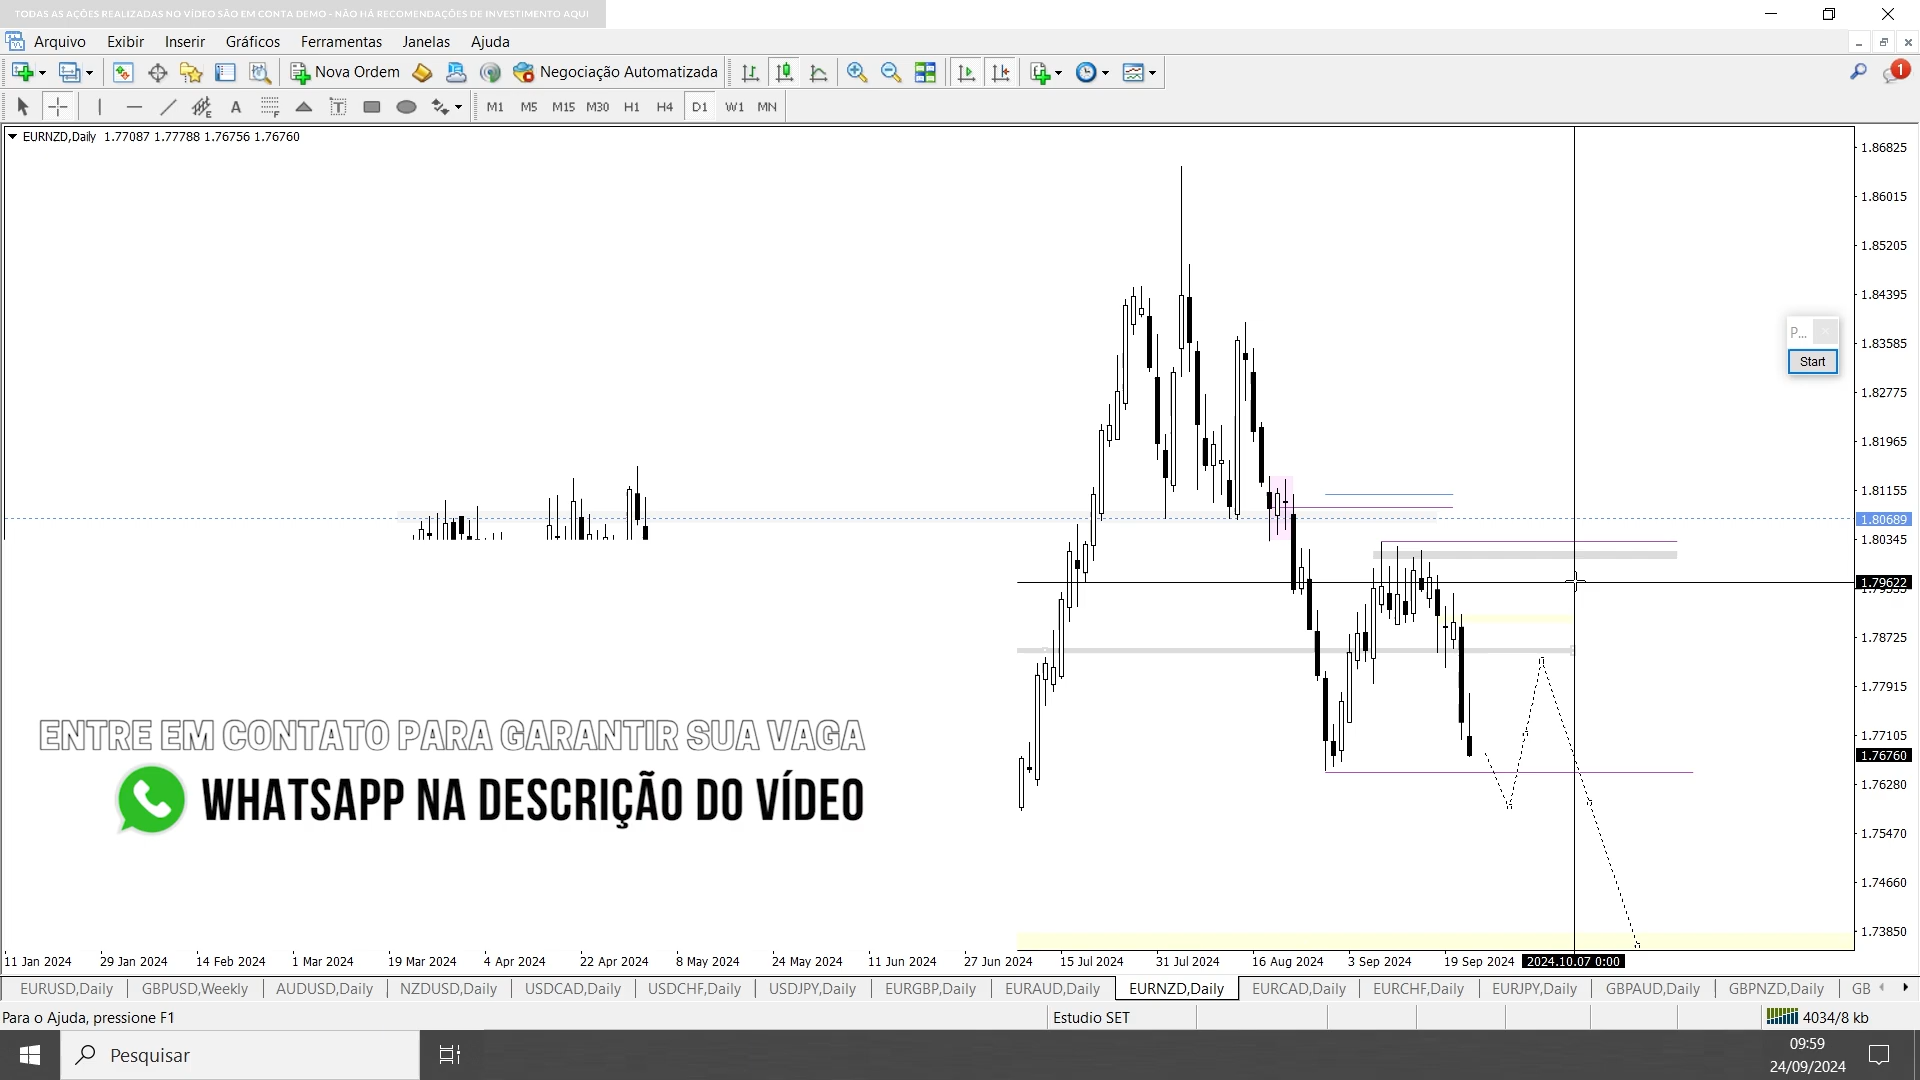 TODAS AS AÇÕES REALIZADAS NO VÍDEO SÃO EM CONTA DEMO - NÃO HÁ RECOMENDAÇÕES DE INVESTIMENTO AQUI
Arquivo Exibir Inserir Gráficos Ferramentas Janelas Ajuda
Nova Ordem Negociação Automatizada
1
A T M1 M5 M15 M30 H1 H4 D1 W1 MN
EURNZD,Daily 1.77087 1.77788 1.76756 1.76760
1.86825
1.86015
1.85205
1.84395
P...
1.83585
Start
1.82775
1.81965
1.81155
1.80689
1.80345
1.79622
1.78725
1.77915
ENTRE EM CONTATO PARA GARANTIR SUA VAGA
1.77105
1.76760
1.76280
WHATSAPP NA DESCRIÇÃO DO VÍDEO
1.75470
1.74660
1.73850
11 Jan 2024 29 Jan 2024 14 Feb 2024 1 Mar 2024 19 Mar 2024 4 Apr 2024 22 Apr 2024 8 May 2024 24 May 2024 11 Jun 2024 27 Jun 2024 15 Jul 2024 31 Jul 2024 16 Aug 2024 3 Sep 2024 19 Sep 2024 2024.10.07 0:00
EURUSD,Daily GBPUSD,Weekly AUDUSD,Daily NZDUSD,Daily USDCAD,Daily USDCHF,Daily USDJPY,Daily EURGBP,Daily EURAUD,Daily EURNZD,Daily EURCAD,Daily EURCHF,Daily EURJPY,Daily GBPAUD,Daily GBPNZD,Daily GB
Para o Ajuda, pressione F1 Estudio SET 4034/8 kb
Pesquisar
09:59
24/09/2024